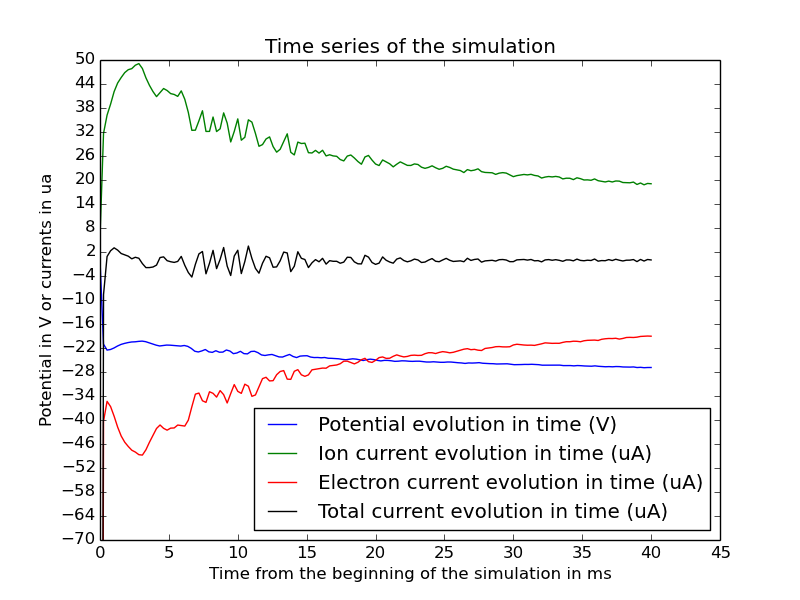 Time series of the simulation
50
44
38
32
26
20
14
8
2
−4
−10
−16
−22
−28
−34
−40
−46
−52
−58
−64
−70
Potential in V or currents in ua
Potential evolution in time (V)
Ion current evolution in time (uA)
Electron current evolution in time (uA)
Total current evolution in time (uA)
0 5 10 15 20 25 30 35 40 45
Time from the beginning of the simulation in ms